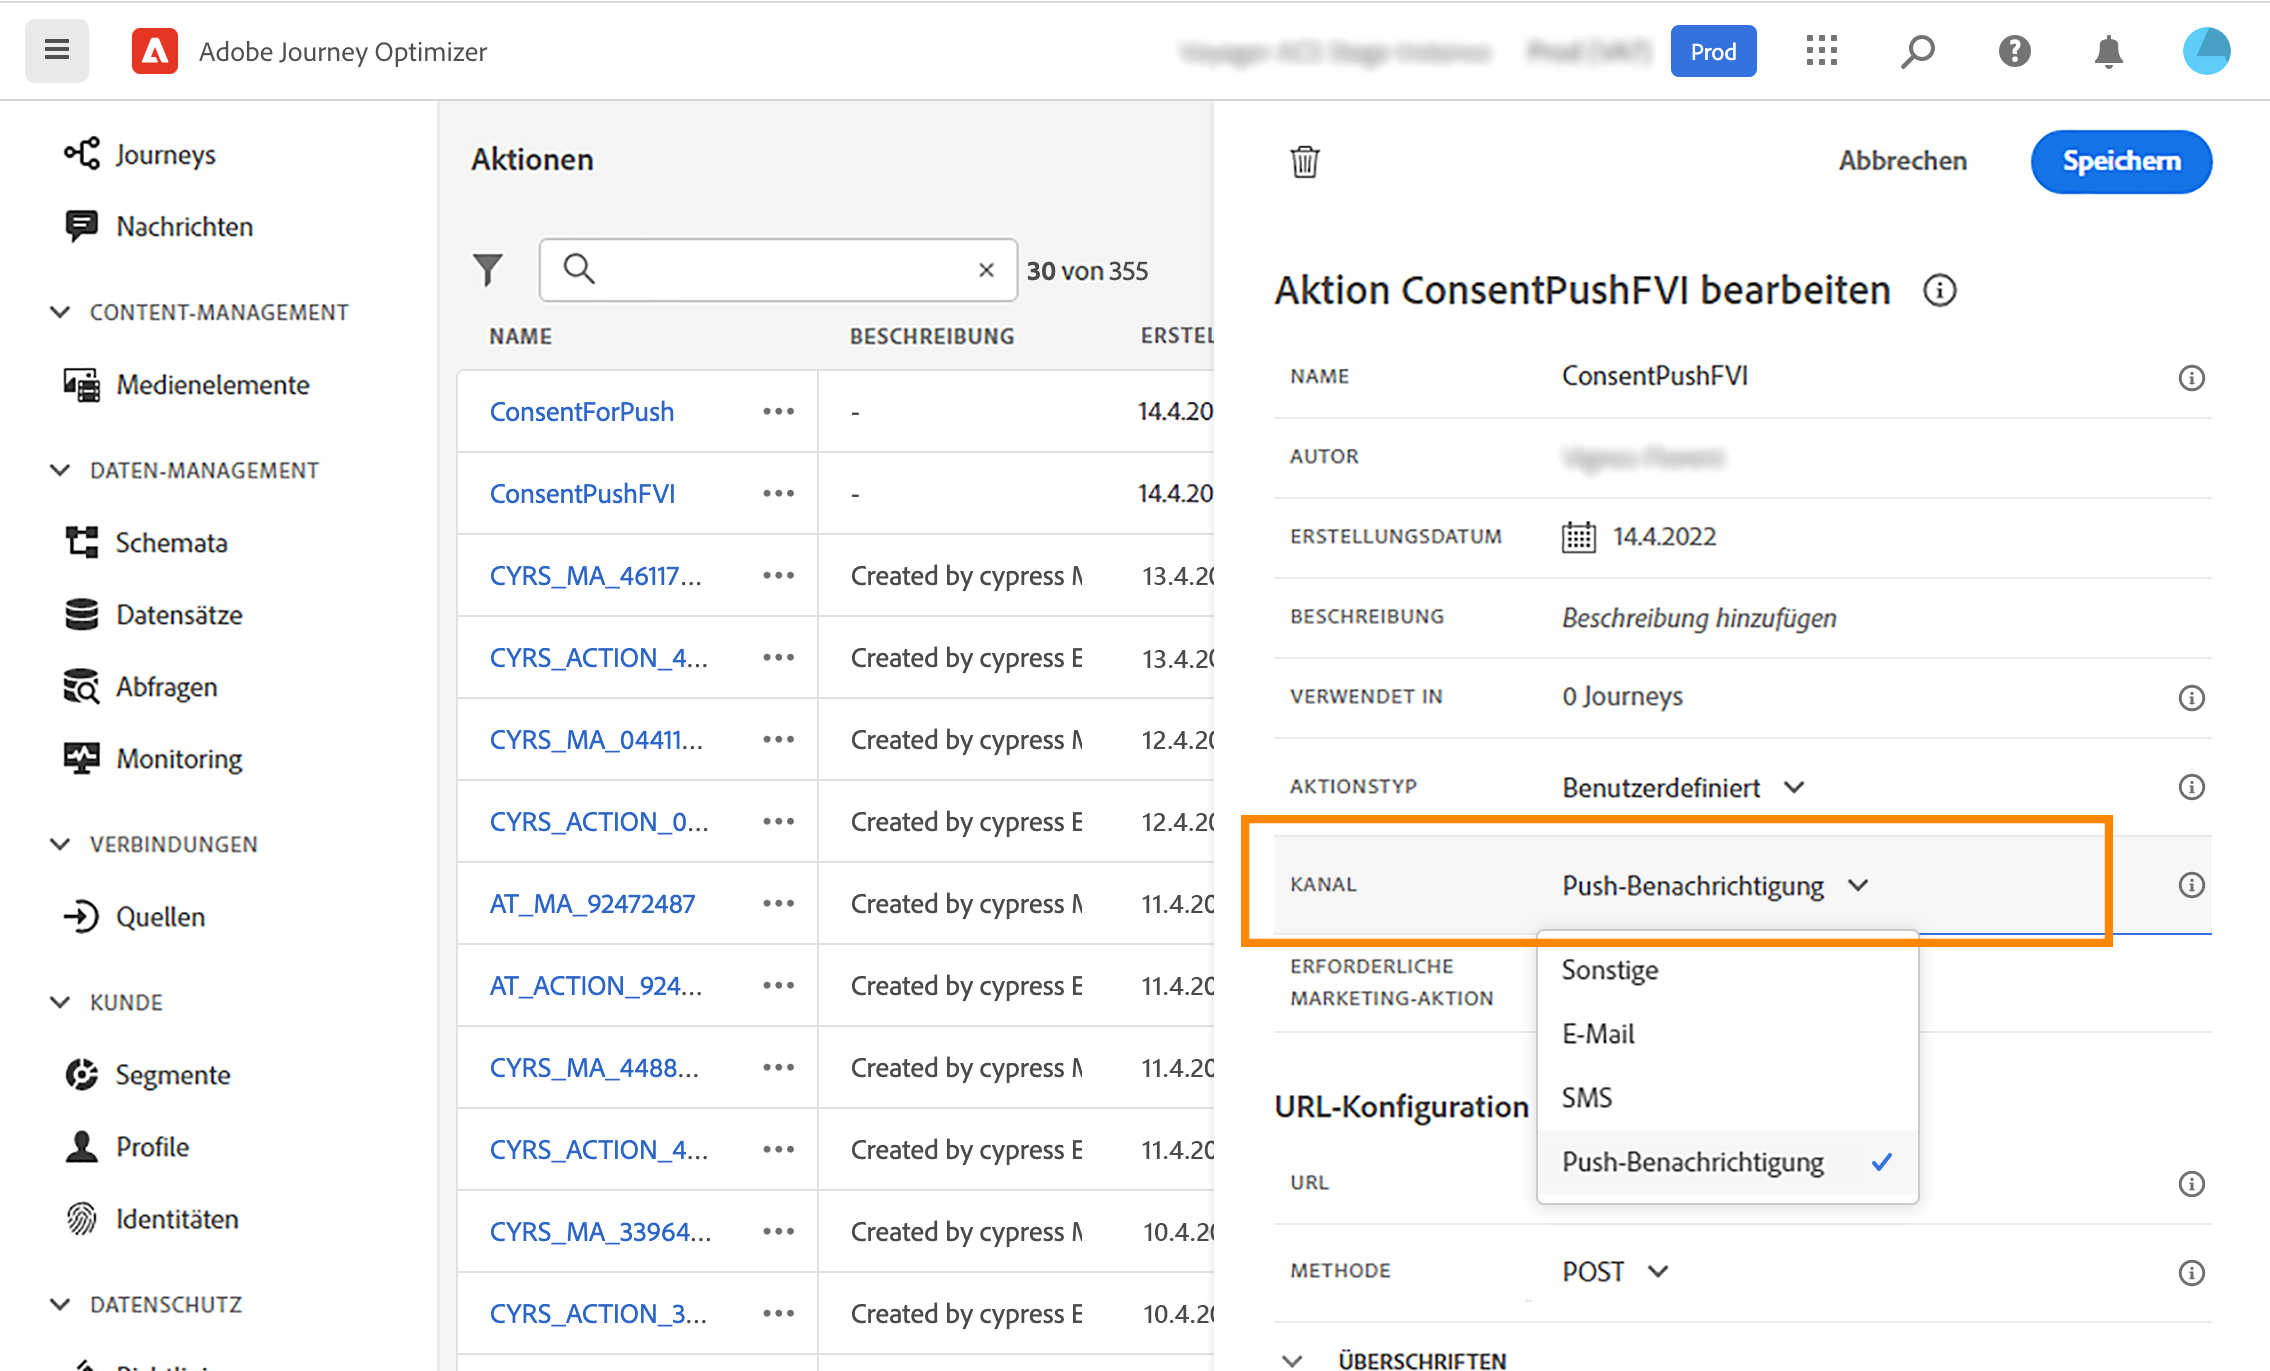 Adobe Journey Optimizer
Prod
Journeys
Nachrichten
CONTENT-MANAGEMENT
Medienelemente
DATEN-MANAGEMENT
Schemata
Datensätze
Abfragen
Monitoring
VERBINDUNGEN
Quellen
KUNDE
Segmente
Profile
Identitäten
DATENSCHUTZ
Aktionen
30 von 355
NAME BESCHREIBUNG ERSTEL
ConsentForPush ••• - 14.4.20
ConsentPushFVI ••• - 14.4.20
CYRS_MA_46117... ••• Created by cypress M 13.4.20
CYRS_ACTION_4... ••• Created by cypress E 13.4.20
CYRS_MA_04411... ••• Created by cypress M 12.4.20
CYRS_ACTION_0... ••• Created by cypress E 12.4.20
AT_MA_92472487 ••• Created by cypress M 11.4.20
AT_ACTION_924... ••• Created by cypress E 11.4.20
CYRS_MA_4488... ••• Created by cypress M 11.4.20
CYRS_ACTION_4... ••• Created by cypress E 11.4.20
CYRS_MA_33964... ••• Created by cypress M 10.4.20
CYRS_ACTION_3... ••• Created by cypress E 10.4.20
Abbrechen Speichern
Aktion ConsentPushFVI bearbeiten
NAME ConsentPushFVI
AUTOR
ERSTELLUNGSDATUM 14.4.2022
BESCHREIBUNG Beschreibung hinzufügen
VERWENDET IN 0 Journeys
AKTIONSTYP Benutzerdefiniert
KANAL Push-Benachrichtigung
ERFORDERLICHE
MARKETING-AKTION
Sonstige
E-Mail
SMS
Push-Benachrichtigung
URL-Konfiguration
URL
METHODE POST
ÜBERSCHRIFTEN